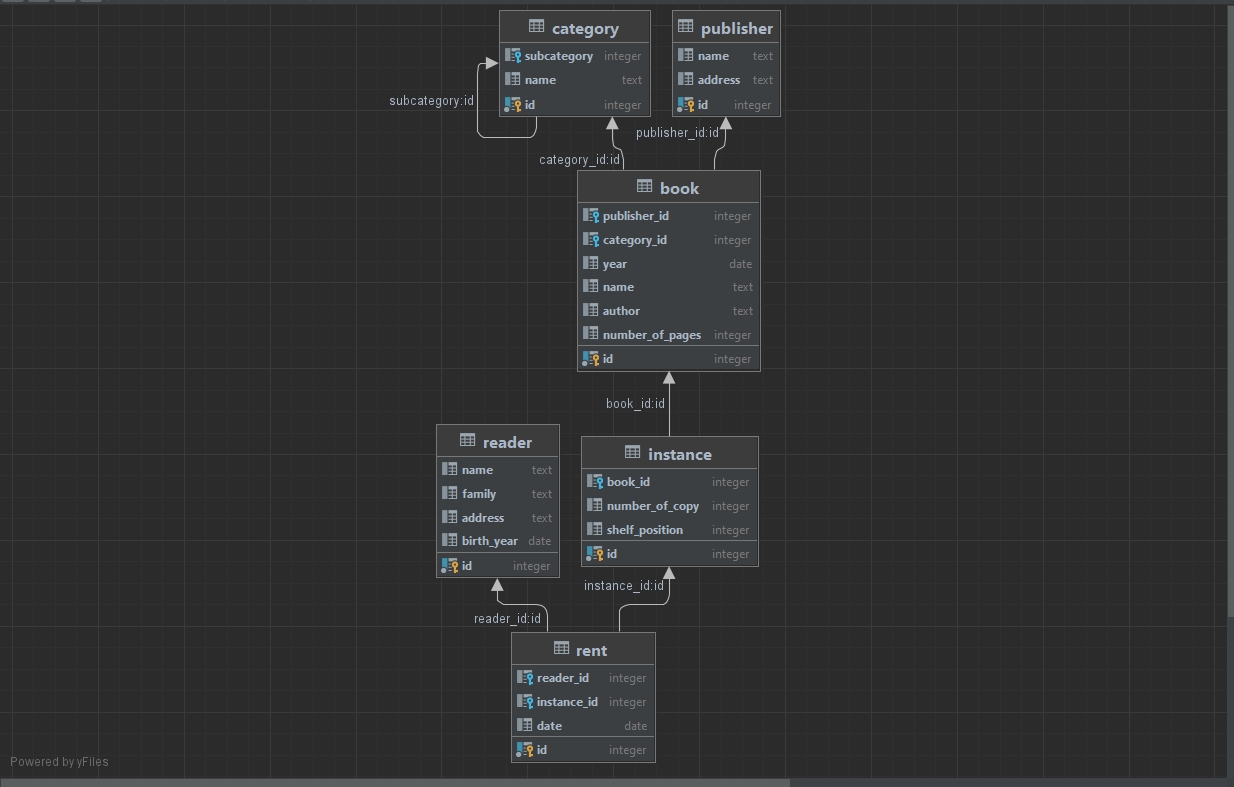 category
subcategory integer
name text
id integer
publisher
name text
address text
id integer
subcategory:id
publisher_id:id
category_id:id
book
publisher_id integer
category_id integer
year date
name text
author text
number_of_pages integer
id integer
book_id:id
reader
name text
family text
address text
birth_year date
id integer
instance
book_id integer
number_of_copy integer
shelf_position integer
id integer
instance_id:id
reader_id:id
rent
reader_id integer
instance_id integer
date date
id integer
Powered by yFiles